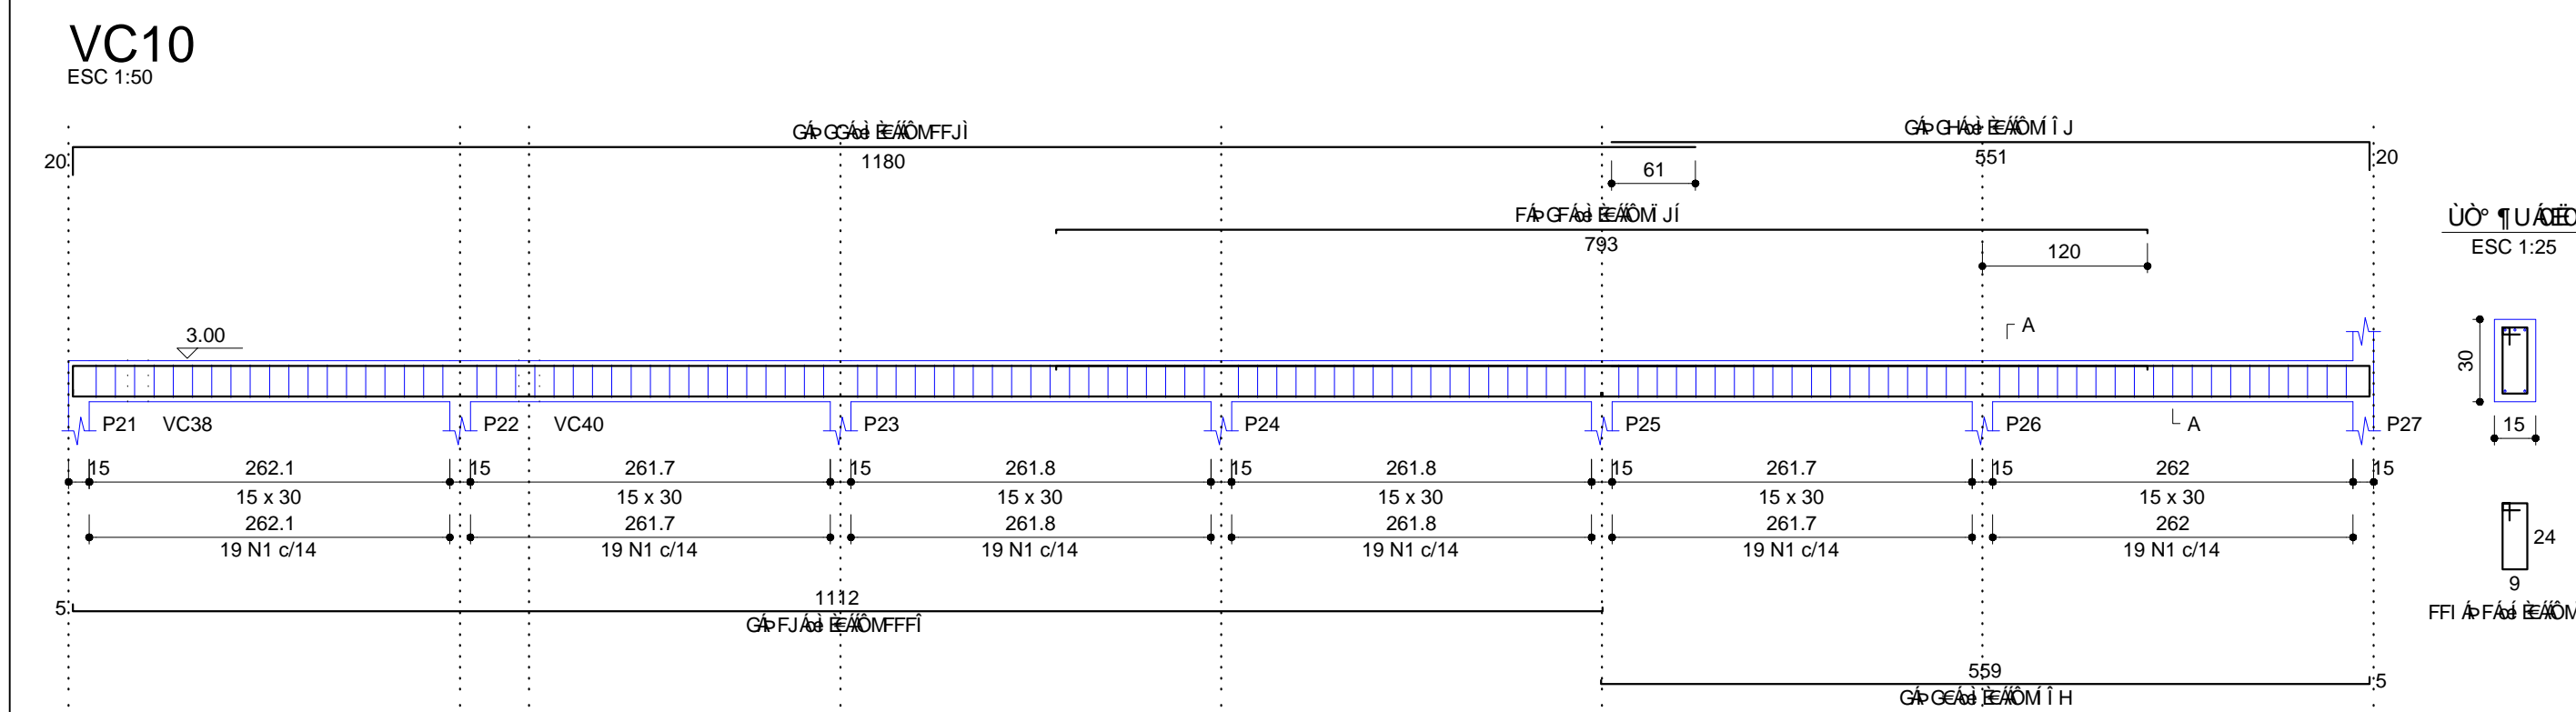 VC10
ESC 1:50
20
1180
551
20
61
793
120
ESC 1:25
3.00
A
30
P21
VC38
P22
VC40
P23
P24
P25
P26
A
P27
15
15 262.1 15 261.7 15 261.8 15 261.8 15 261.7 15 262 15
15 x 30 15 x 30 15 x 30 15 x 30 15 x 30 15 x 30
262.1 261.7 261.8 261.8 261.7 262
19 N1 c/14 19 N1 c/14 19 N1 c/14 19 N1 c/14 19 N1 c/14 19 N1 c/14
24
9
5
1112
559
5